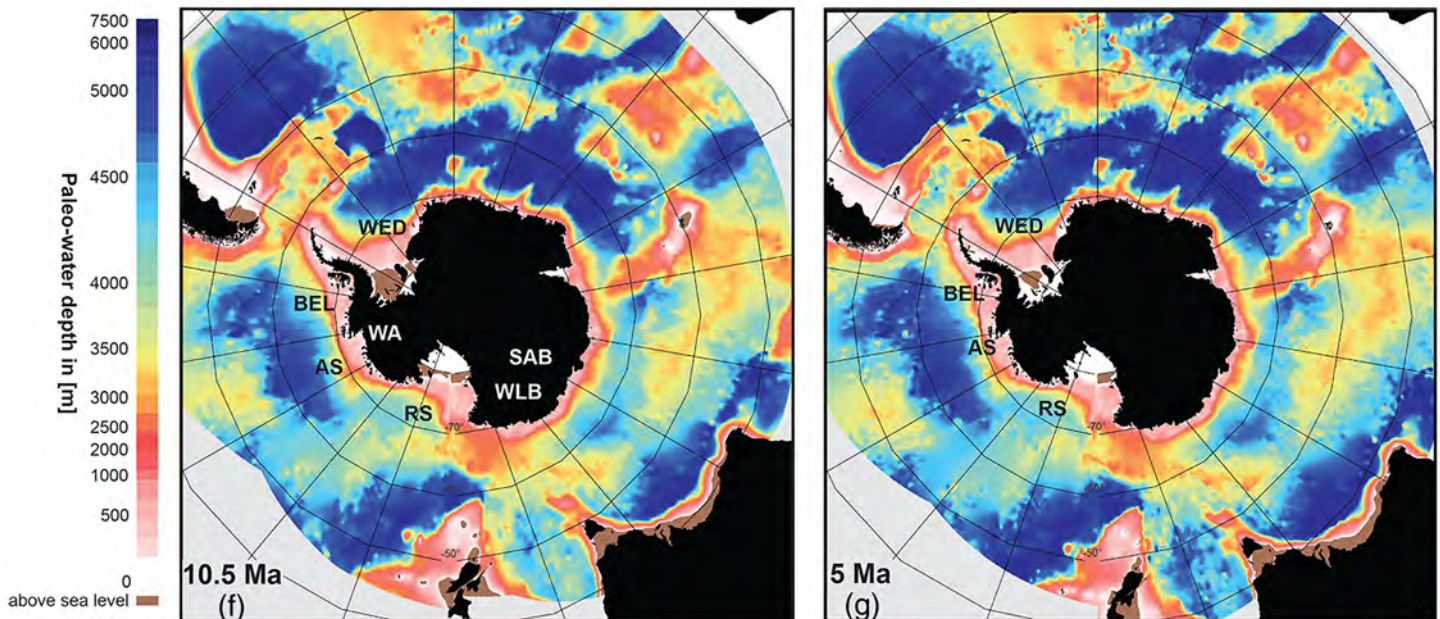 7500
6000
5000
4500
4000
3500
3000
2500
2000
1000
500
0
above sea level
Paleo-water depth in [m]
WED
BEL
WA
AS
SAB
WLB
RS
-70°
-50°
10.5 Ma
(f)
WED
BEL
AS
RS
-70°
-60°
-50°
5 Ma
(g)